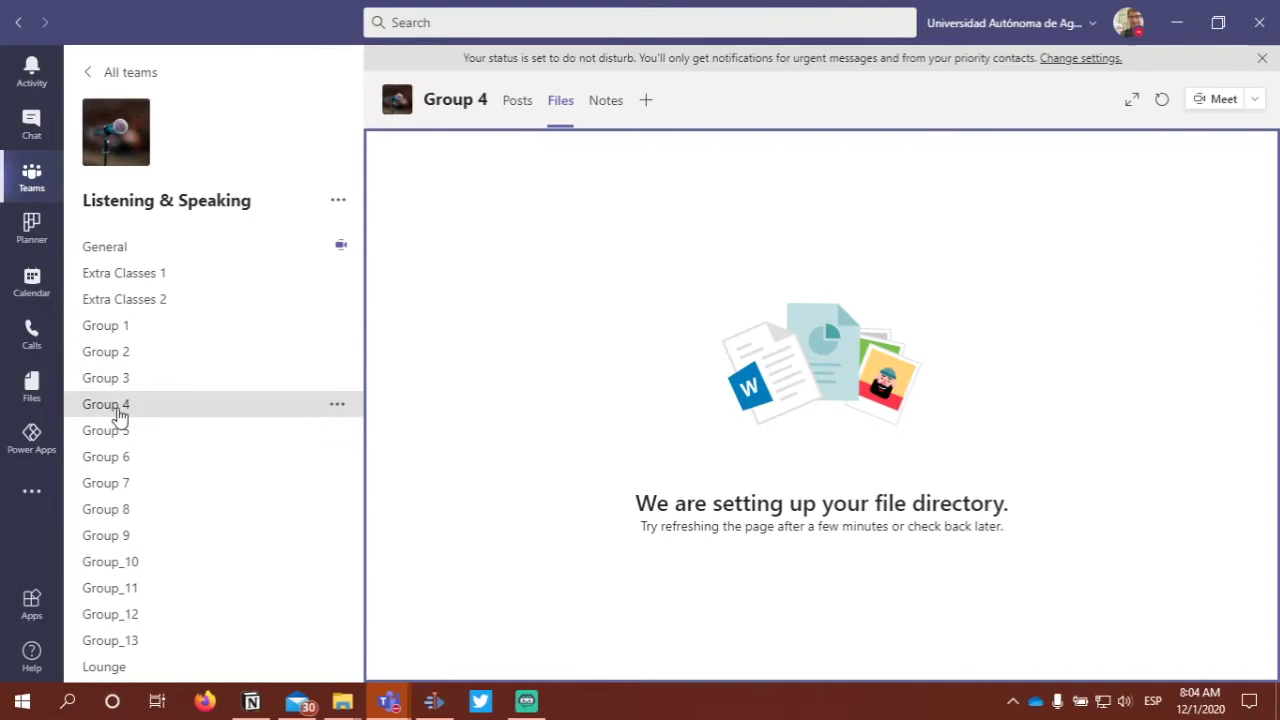 Search
Universidad Autónoma de Ag...
Activity
Chat
Teams
Planner
Calendar
Calls
Files
Power Apps
Apps
Help
All teams
Listening & Speaking
General
Extra Classes 1
Extra Classes 2
Group 1
Group 2
Group 3
Group 4
Group 5
Group 6
Group 7
Group 8
Group 9
Group_10
Group_11
Group_12
Group_13
Lounge
Your status is set to do not disturb. You'll only get notifications for urgent messages and from your priority contacts. Change settings.
Group 4 Posts Files Notes
Meet
W
We are setting up your file directory.
Try refreshing the page after a few minutes or check back later.
N
30
ESP
8:04 AM
12/1/2020